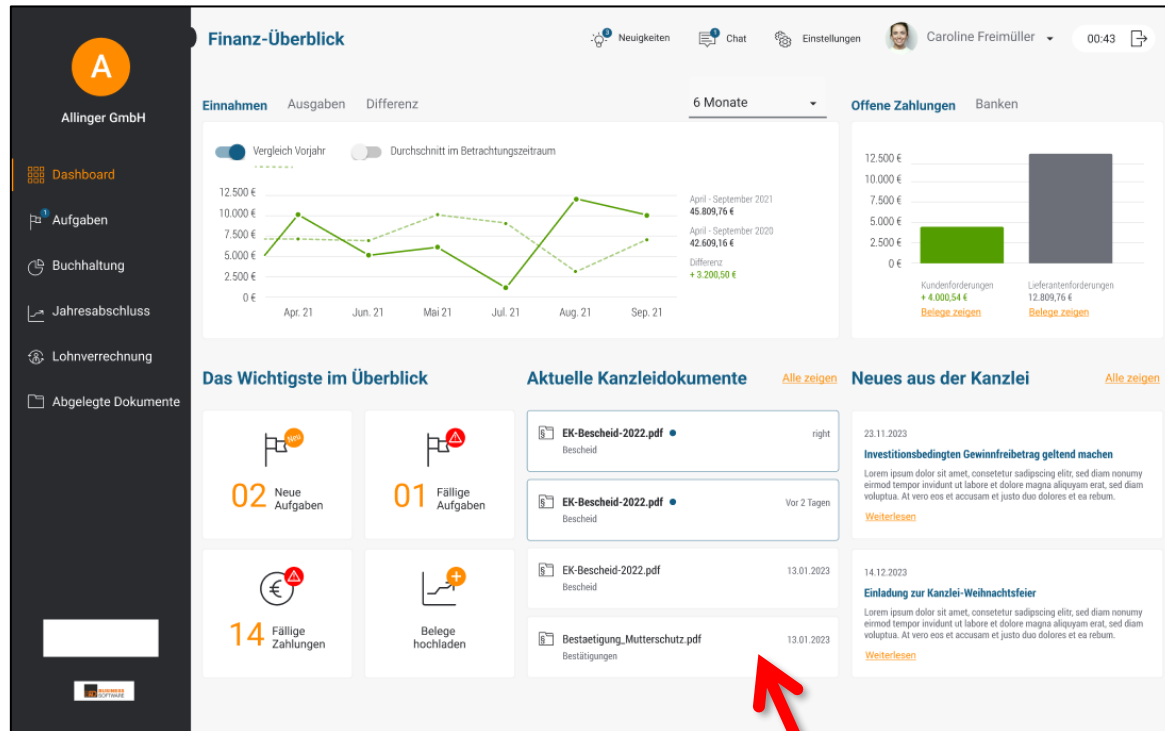 A
Allinger GmbH
Dashboard
1
Aufgaben
Buchhaltung
Jahresabschluss
Lohnverrechnung
Abgelegte Dokumente
BUSINESS
SOFTWARE
Finanz-Überblick
3
Neuigkeiten
1
Chat
Einstellungen
Caroline Freimüller
00:43
Einnahmen Ausgaben Differenz
6 Monate
Vergleich Vorjahr
Durchschnitt im Betrachtungszeitraum
12.500 €
10.000 €
7.500 €
5.000 €
2.500 €
0 €
Apr. 21 Jun. 21 Mai 21 Jul. 21 Aug. 21 Sep. 21
April - September 2021
45.809,76 €
April - September 2020
42.609,16 €
Differenz
+ 3.200,50 €
Offene Zahlungen Banken
12.500 €
10.000 €
7.500 €
5.000 €
2.500 €
0 €
Kundenforderungen
+ 4.000,54 €
Belege zeigen
Lieferantenforderungen
12.809,76 €
Belege zeigen
Das Wichtigste im Überblick
Neu
02 Neue
Aufgaben
01 Fällige
Aufgaben
€
14 Fällige
Zahlungen
Belege
hochladen
Aktuelle Kanzleidokumente
Alle zeigen
§ EK-Bescheid-2022.pdf right
Bescheid
§ EK-Bescheid-2022.pdf Vor 2 Tagen
Bescheid
§ EK-Bescheid-2022.pdf 13.01.2023
Bescheid
§ Bestaetigung_Mutterschutz.pdf 13.01.2023
Bestätigungen
Neues aus der Kanzlei
Alle zeigen
23.11.2023
Investitionsbedingten Gewinnfreibetrag geltend machen
Lorem ipsum dolor sit amet, consetetur sadipscing elitr, sed diam nonumy
eirmod tempor invidunt ut labore et dolore magna aliquyam erat, sed diam
voluptua. At vero eos et accusam et justo duo dolores et ea rebum.
Weiterlesen
14.12.2023
Einladung zur Kanzlei-Weihnachtsfeier
Lorem ipsum dolor sit amet, consetetur sadipscing elitr, sed diam nonumy
eirmod tempor invidunt ut labore et dolore magna aliquyam erat, sed diam
voluptua. At vero eos et accusam et justo duo dolores et ea rebum.
Weiterlesen